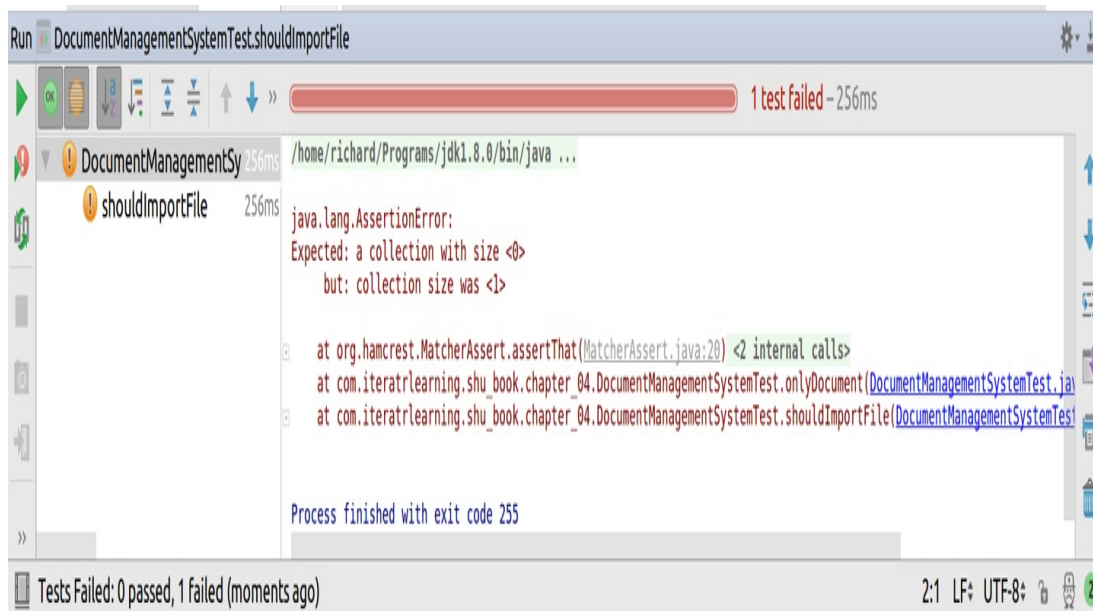 Run DocumentManagementSystemTest.shouldImportFile
OK
a
z
» 1 test failed – 256ms
DocumentManagementSy 256ms
shouldImportFile 256ms
/home/richard/Programs/jdk1.8.0/bin/java ...
java.lang.AssertionError:
Expected: a collection with size <0>
but: collection size was <1>
at org.hamcrest.MatcherAssert.assertThat(MatcherAssert.java:20) <2 internal calls>
at com.iteratrlearning.shu_book.chapter_04.DocumentManagementSystemTest.onlyDocument(DocumentManagementSystemTest.jav
at com.iteratrlearning.shu_book.chapter_04.DocumentManagementSystemTest.shouldImportFile(DocumentManagementSystemTest
Process finished with exit code 255
»
Tests Failed: 0 passed, 1 failed (moments ago) 2:1 LF UTF-8 2